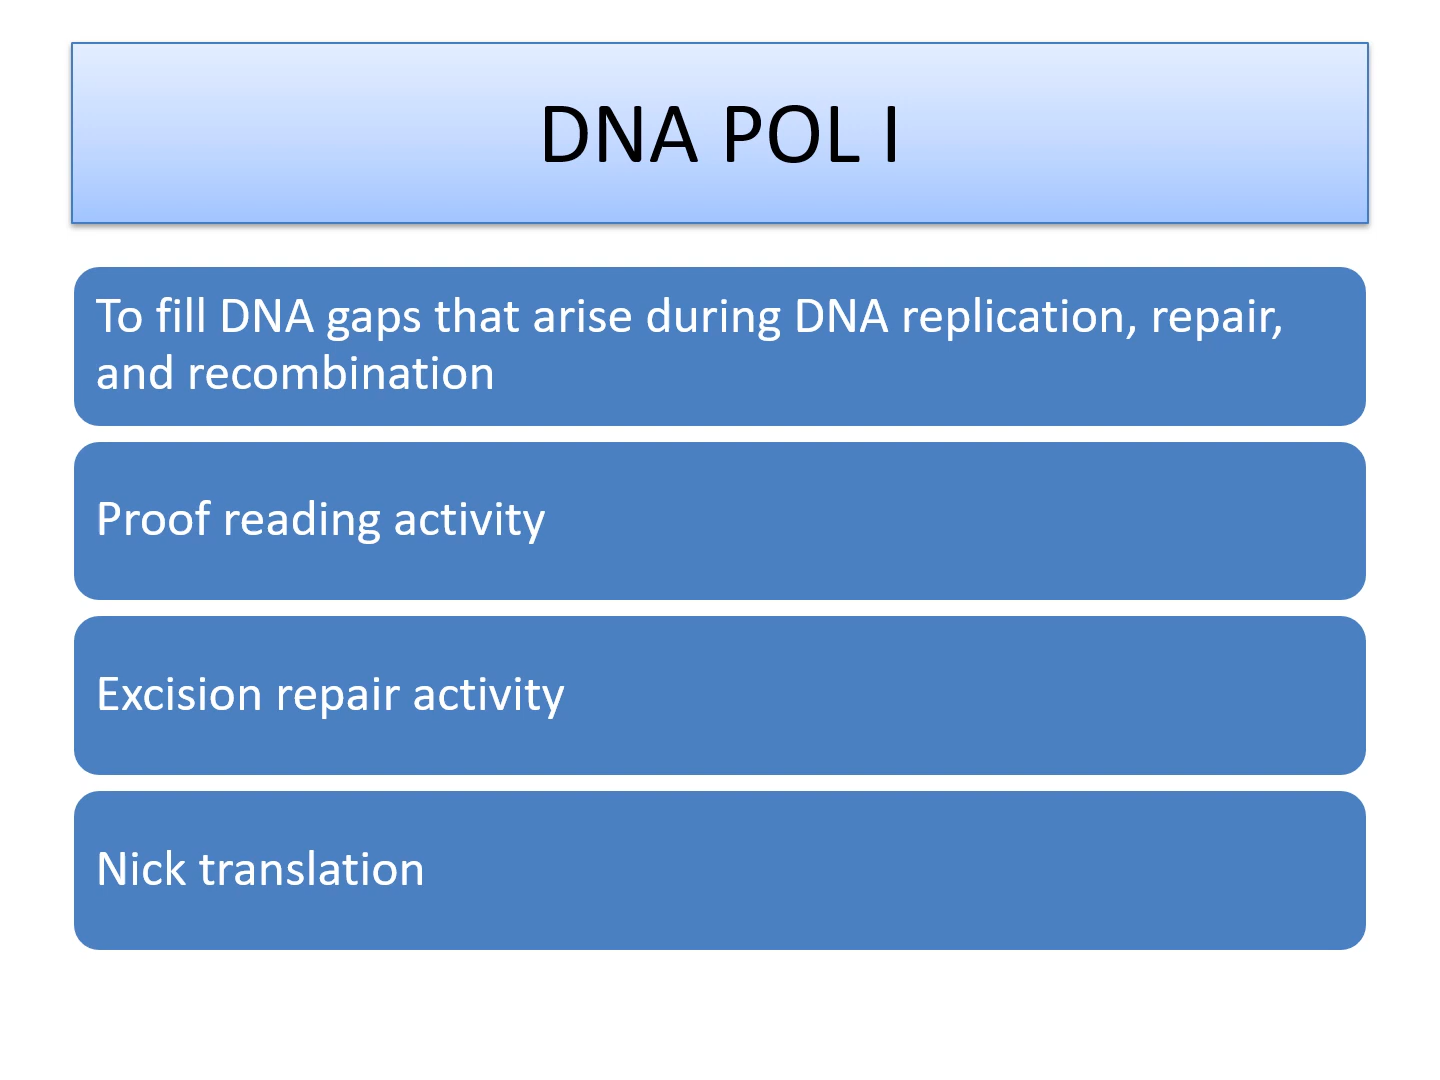 DNA POL I
To fill DNA gaps that arise during DNA replication, repair,
and recombination
Proof reading activity
Excision repair activity
Nick translation